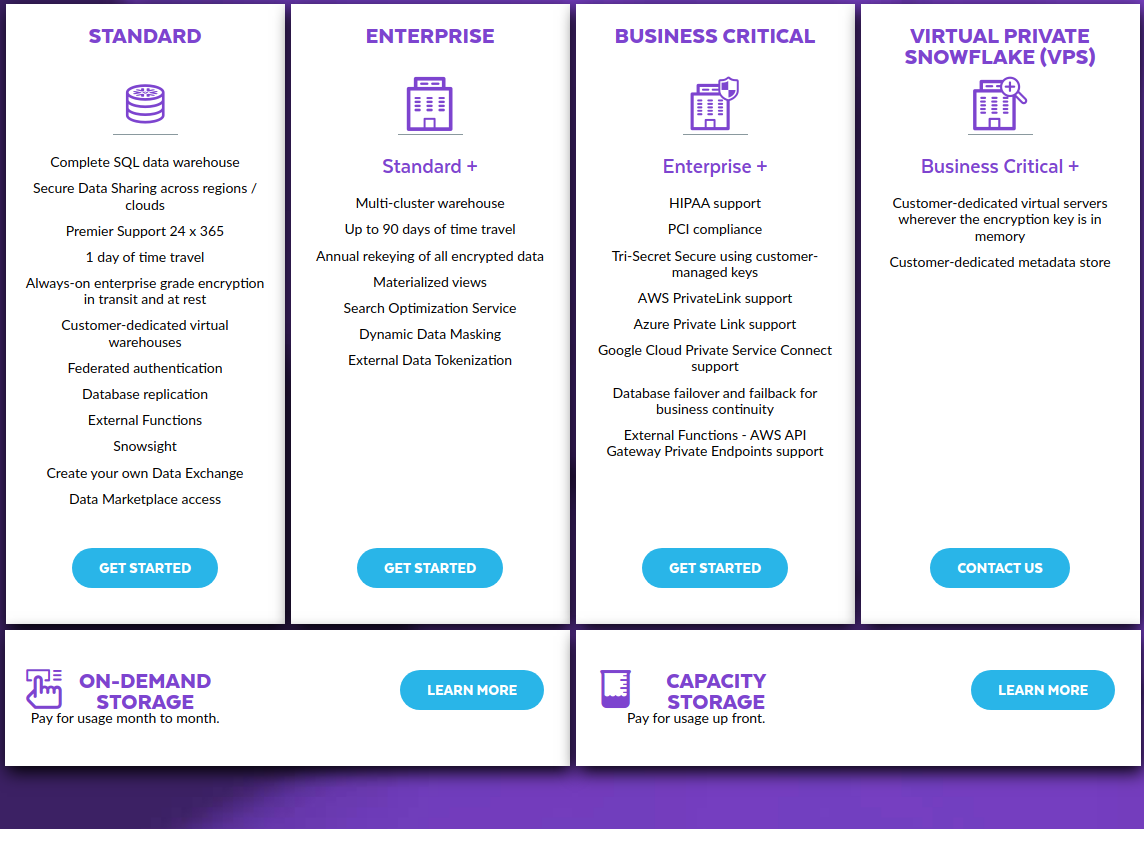 STANDARD
Complete SQL data warehouse
Secure Data Sharing across regions /
clouds
Premier Support 24 x 365
1 day of time travel
Always-on enterprise grade encryption
in transit and at rest
Customer-dedicated virtual
warehouses
Federated authentication
Database replication
External Functions
Snowsight
Create your own Data Exchange
Data Marketplace access
GET STARTED
ENTERPRISE
Standard +
Multi-cluster warehouse
Up to 90 days of time travel
Annual rekeying of all encrypted data
Materialized views
Search Optimization Service
Dynamic Data Masking
External Data Tokenization
GET STARTED
BUSINESS CRITICAL
Enterprise +
HIPAA support
PCI compliance
Tri-Secret Secure using customer-
managed keys
AWS PrivateLink support
Azure Private Link support
Google Cloud Private Service Connect
support
Database failover and failback for
business continuity
External Functions - AWS API
Gateway Private Endpoints support
GET STARTED
VIRTUAL PRIVATE
SNOWFLAKE (VPS)
Business Critical +
Customer-dedicated virtual servers
wherever the encryption key is in
memory
Customer-dedicated metadata store
CONTACT US
ON-DEMAND
STORAGE
Pay for usage month to month.
LEARN MORE
CAPACITY
STORAGE
Pay for usage up front.
LEARN MORE